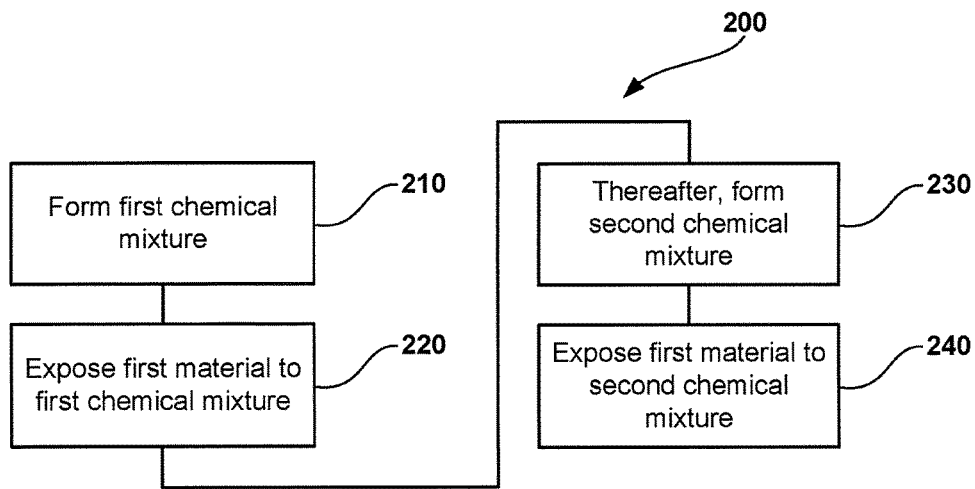 200
Form first chemical
mixture
210
Expose first material to
first chemical mixture
220
Thereafter, form
second chemical
mixture
230
Expose first material to
second chemical
mixture
240